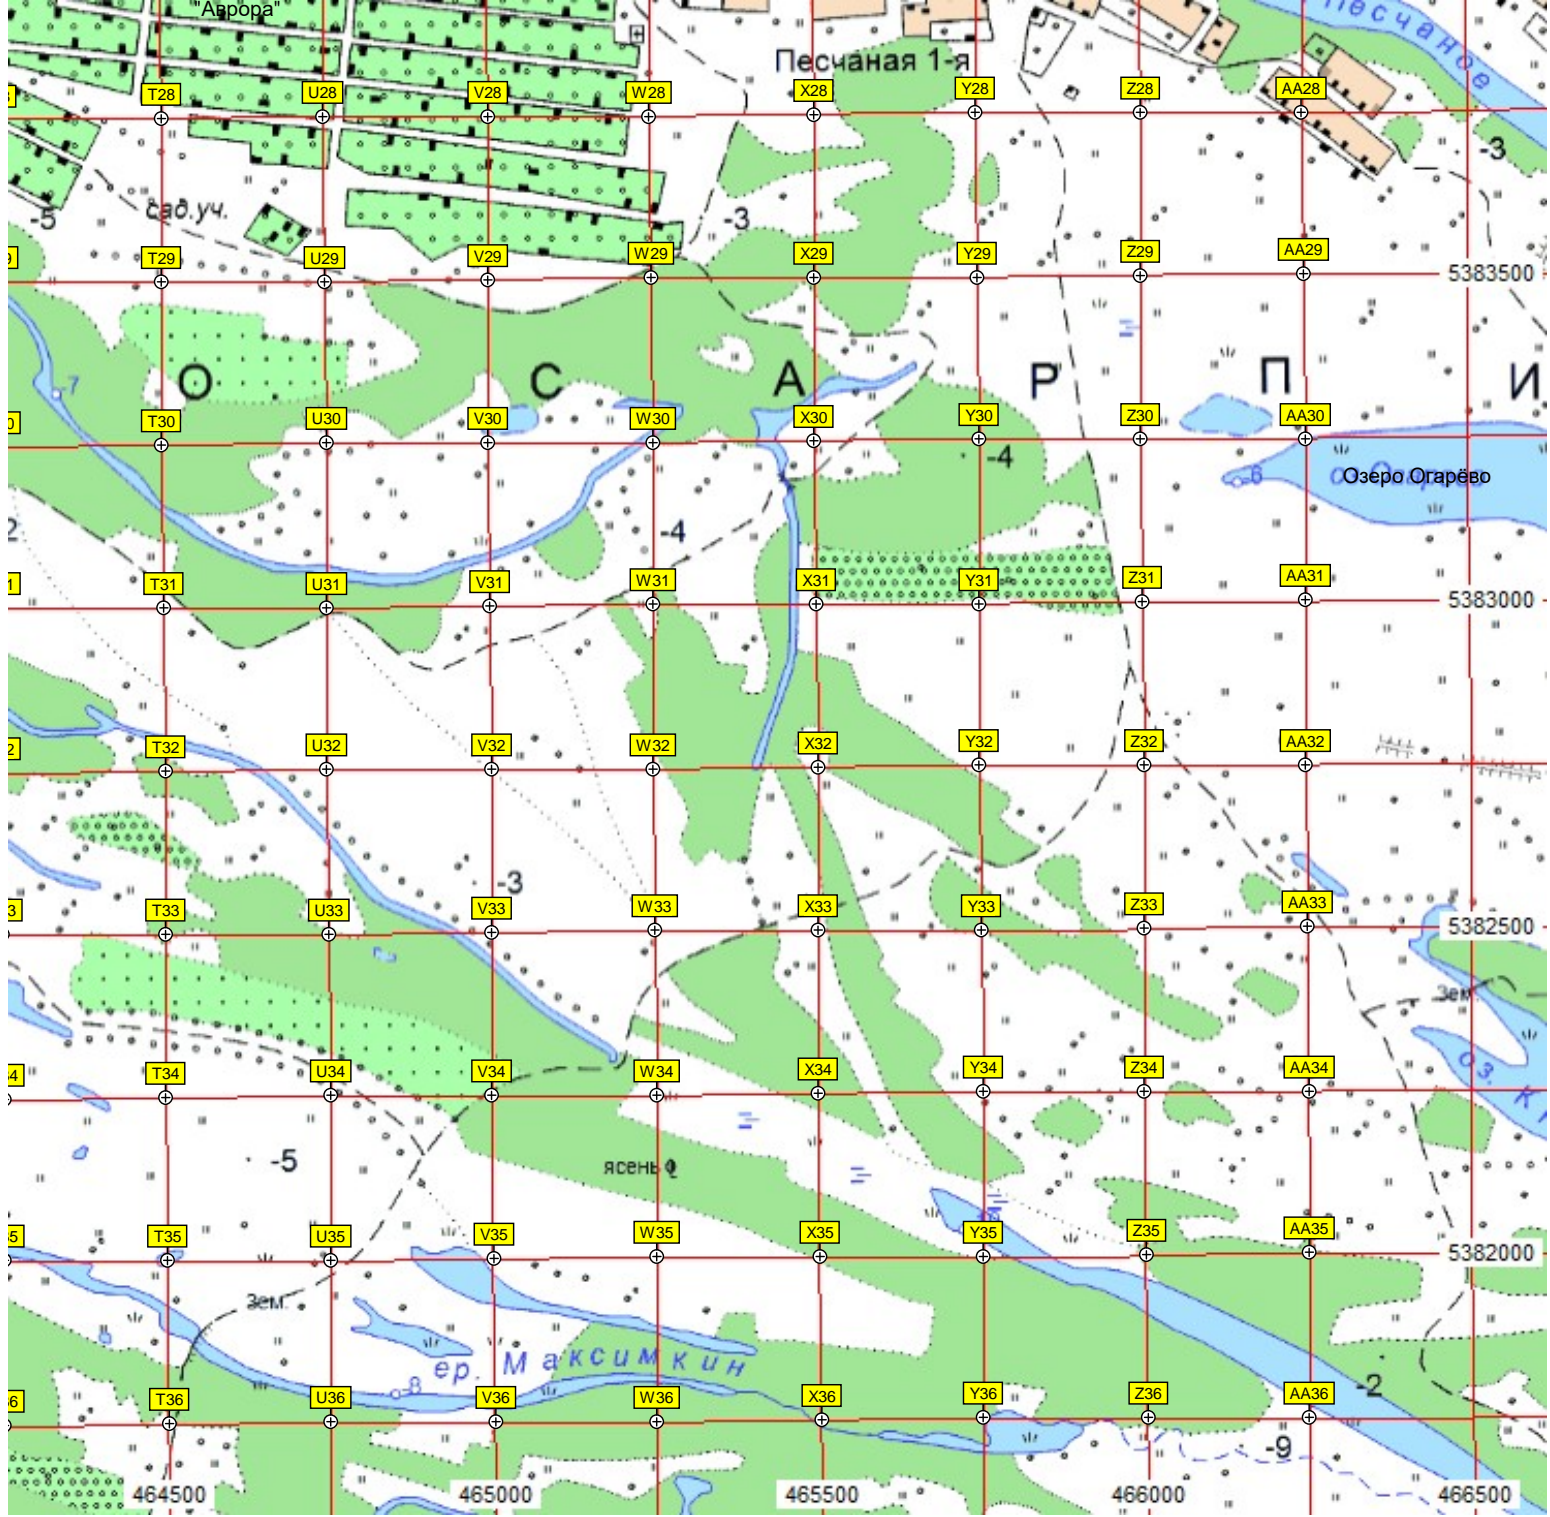 "Аврора"
Песчаная 1-я
Песчаное
T28 U28 V28 W28 X28 Y28 Z28 AA28
-3
-5 сад.уч. -3
T29 U29 V29 W29 X29 Y29 Z29 AA29
5383500
-7 О С А Р П И
T30 U30 V30 W30 X30 Y30 Z30 AA30
-4
-6 Озеро Огарёво
-4
T31 U31 V31 W31 X31 Y31 Z31 AA31
5383000
T32 U32 V32 W32 X32 Y32 Z32 AA32
-3
T33 U33 V33 W33 X33 Y33 Z33 AA33
5382500
Зем.
T34 U34 V34 W34 X34 Y34 Z34 AA34
оз. К
-5 ясень
T35 U35 V35 W35 X35 Y35 Z35 AA35
5382000
Зем.
ер. Максимкин
-8 -2
T36 U36 V36 W36 X36 Y36 Z36 AA36
-9
464500 465000 465500 466000 466500